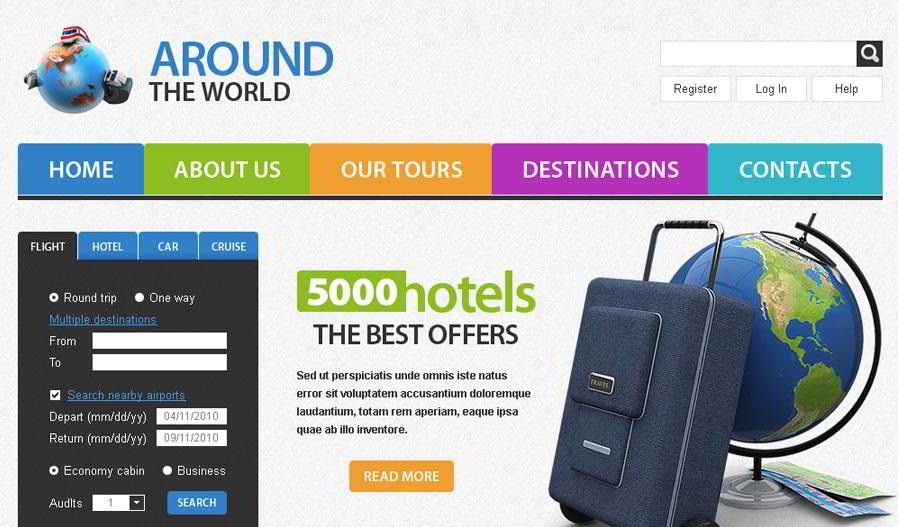 AROUND
THE WORLD
Register
Log In
Help
HOME
ABOUT US
OUR TOURS
DESTINATIONS
CONTACTS
FLIGHT
HOTEL
CAR
CRUISE
Round trip
One way
Multiple destinations
From
To
Search nearby airports
Depart (mm/dd/yy) 04/11/2010
Return (mm/dd/yy) 09/11/2010
Economy cabin
Business
Audlts 1
SEARCH
5000hotels
THE BEST OFFERS
Sed ut perspiciatis unde omnis iste natus
error sit voluptatem accusantium doloremque
laudantium, totam rem aperiam, eaque ipsa
quae ab illo inventore.
READ MORE
TRAVEL